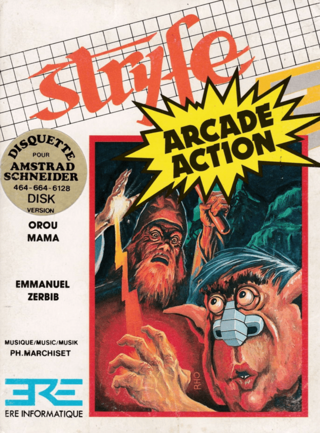 stryfe
ARCADE
ACTION
DISQUETTE
POUR
AMSTRAD
SCHNEIDER
464-664-6128
DISK
VERSION
OROU
MAMA
EMMANUEL
ZERBIB
MUSIQUE/MUSIC/MUSIK
PH.MARCHISET
ERE
ERE INFORMATIQUE